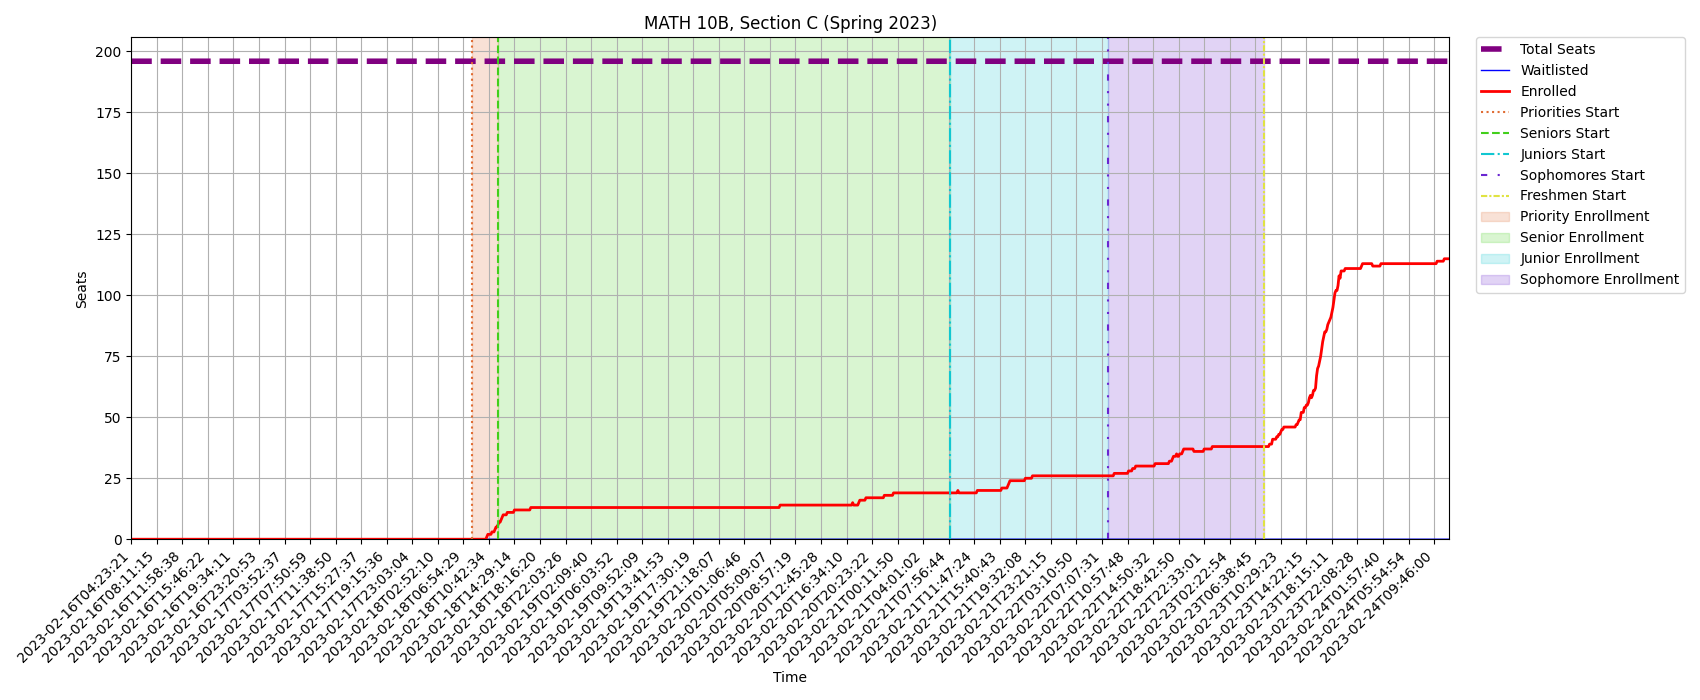 MATH 10B, Section C (Spring 2023)
Seats
200
175
150
125
100
75
50
25
0
2023-02-16T04:23:21
2023-02-16T08:11:15
2023-02-16T11:58:38
2023-02-16T15:46:22
2023-02-16T19:34:11
2023-02-16T23:20:53
2023-02-17T03:52:37
2023-02-17T07:50:59
2023-02-17T11:38:50
2023-02-17T15:27:37
2023-02-17T19:15:36
2023-02-17T23:03:04
2023-02-18T02:52:10
2023-02-18T06:54:29
2023-02-18T10:42:34
2023-02-18T14:29:14
2023-02-18T18:16:20
2023-02-18T22:03:26
2023-02-19T02:09:40
2023-02-19T06:03:52
2023-02-19T09:52:09
2023-02-19T13:41:53
2023-02-19T17:30:19
2023-02-19T21:18:07
2023-02-20T01:06:46
2023-02-20T05:09:07
2023-02-20T08:57:19
2023-02-20T12:45:28
2023-02-20T16:34:10
2023-02-20T20:23:22
2023-02-21T00:11:50
2023-02-21T04:01:02
2023-02-21T07:56:44
2023-02-21T11:47:24
2023-02-21T15:40:43
2023-02-21T19:32:08
2023-02-21T23:21:15
2023-02-22T03:10:50
2023-02-22T07:07:31
2023-02-22T10:57:48
2023-02-22T14:50:32
2023-02-22T18:42:50
2023-02-22T22:33:01
2023-02-23T02:22:54
2023-02-23T06:38:45
2023-02-23T10:29:23
2023-02-23T14:22:15
2023-02-23T18:15:11
2023-02-23T22:08:28
2023-02-24T01:57:40
2023-02-24T05:54:54
2023-02-24T09:46:00
Time
Total Seats
Waitlisted
Enrolled
Priorities Start
Seniors Start
Juniors Start
Sophomores Start
Freshmen Start
Priority Enrollment
Senior Enrollment
Junior Enrollment
Sophomore Enrollment